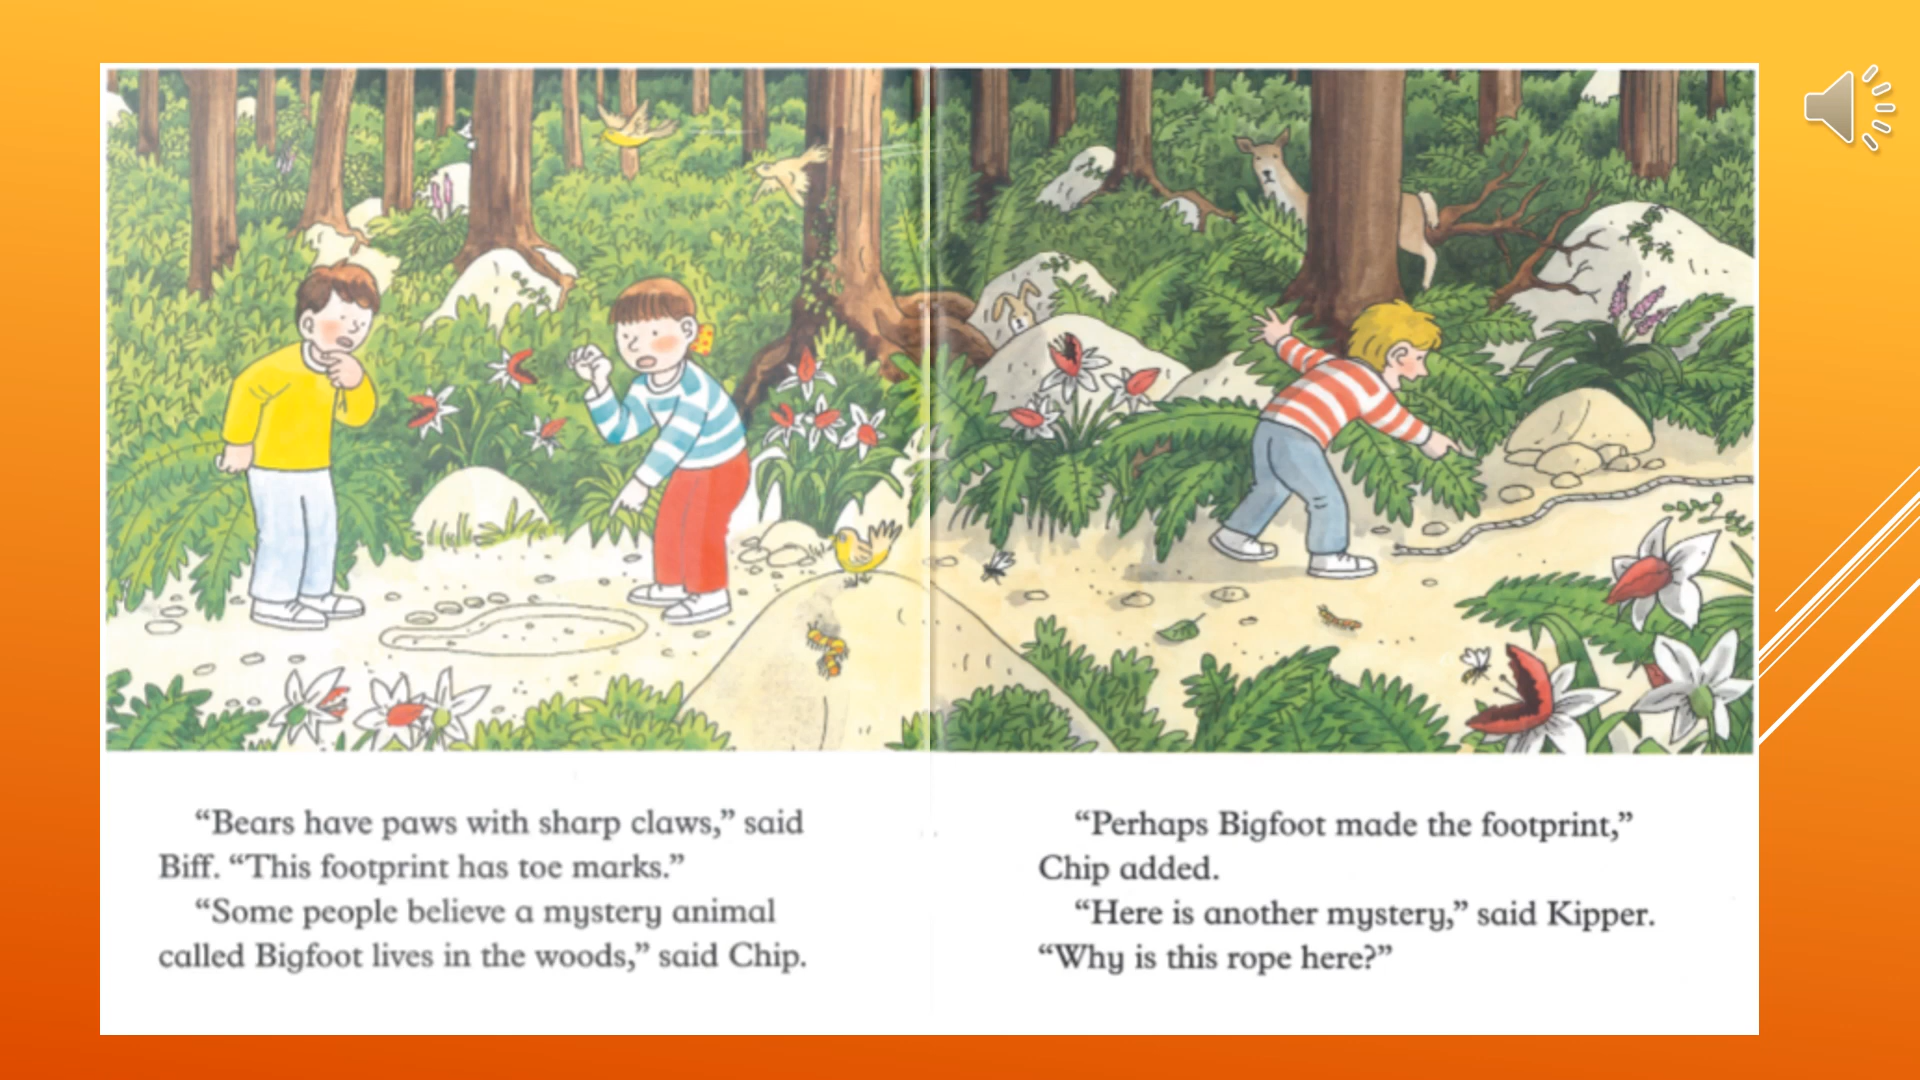 “Bears have paws with sharp claws,” said
Biff. “This footprint has toe marks.”
“Some people believe a mystery animal
called Bigfoot lives in the woods,” said Chip.
“Perhaps Bigfoot made the footprint,”
Chip added.
“Here is another mystery,” said Kipper.
“Why is this rope here?”